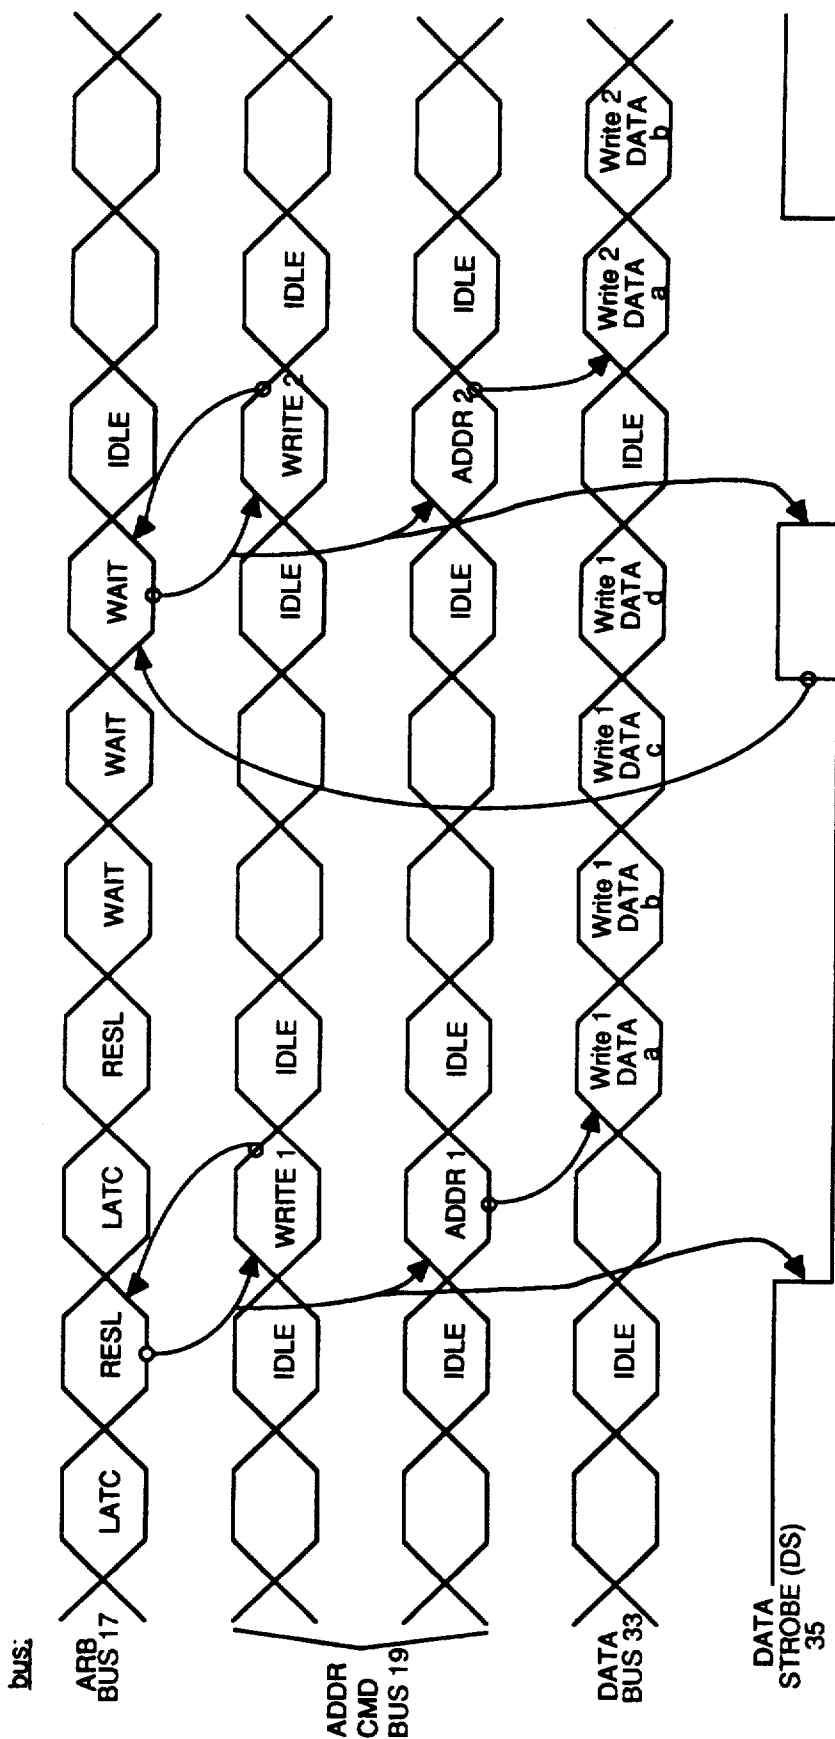 bus:
ARB
BUS 17
LATC
RESL
LATC
RESL
WAIT
WAIT
WAIT
IDLE
ADDR
CMD
BUS 19
IDLE
WRITE 1
IDLE
IDLE
WRITE 2
IDLE
IDLE
ADDR 1
IDLE
IDLE
ADDR 2
IDLE
DATA
BUS 33
IDLE
Write 1
DATA
a
Write 1
DATA
b
Write 1
DATA
c
Write 1
DATA
d
IDLE
Write 2
DATA
a
Write 2
DATA
b
DATA
STROBE (DS)
35